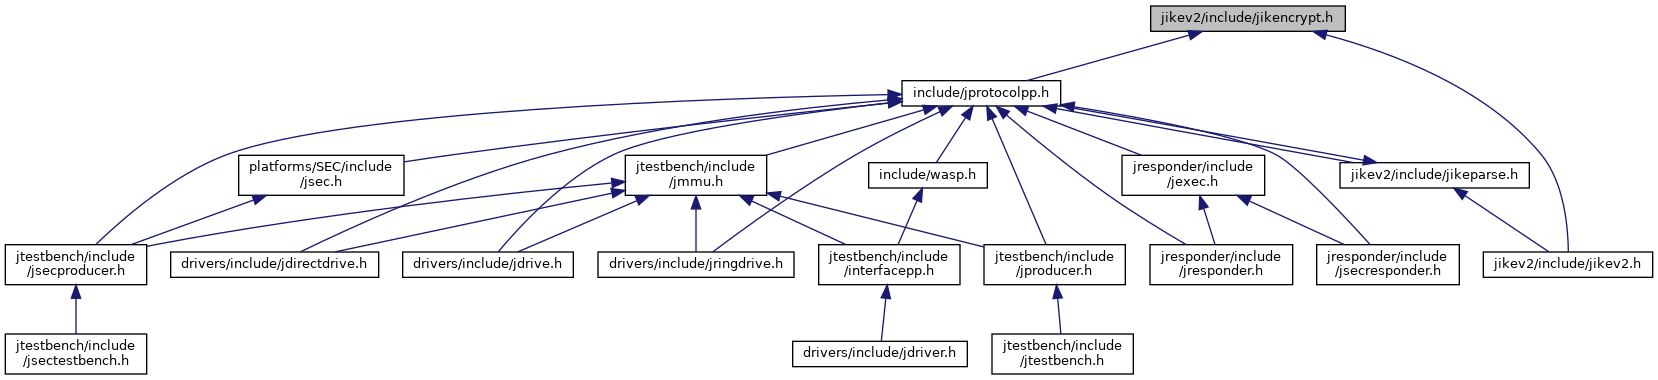 jikev2/include/jikencrypt.h
include/jprotocolpp.h
platforms/SEC/include
/jsec.h
jtestbench/include
/jmmu.h
include/wasp.h
jresponder/include
/jexec.h
jikev2/include/jikeparse.h
jtestbench/include
/jsecproducer.h
drivers/include/jdirectdrive.h
drivers/include/jdrive.h
drivers/include/jringdrive.h
jtestbench/include
/interfacepp.h
jtestbench/include
/jproducer.h
jresponder/include
/jresponder.h
jresponder/include
/jsecresponder.h
jikev2/include/jikev2.h
jtestbench/include
/jsectestbench.h
drivers/include/jdriver.h
jtestbench/include
/jtestbench.h